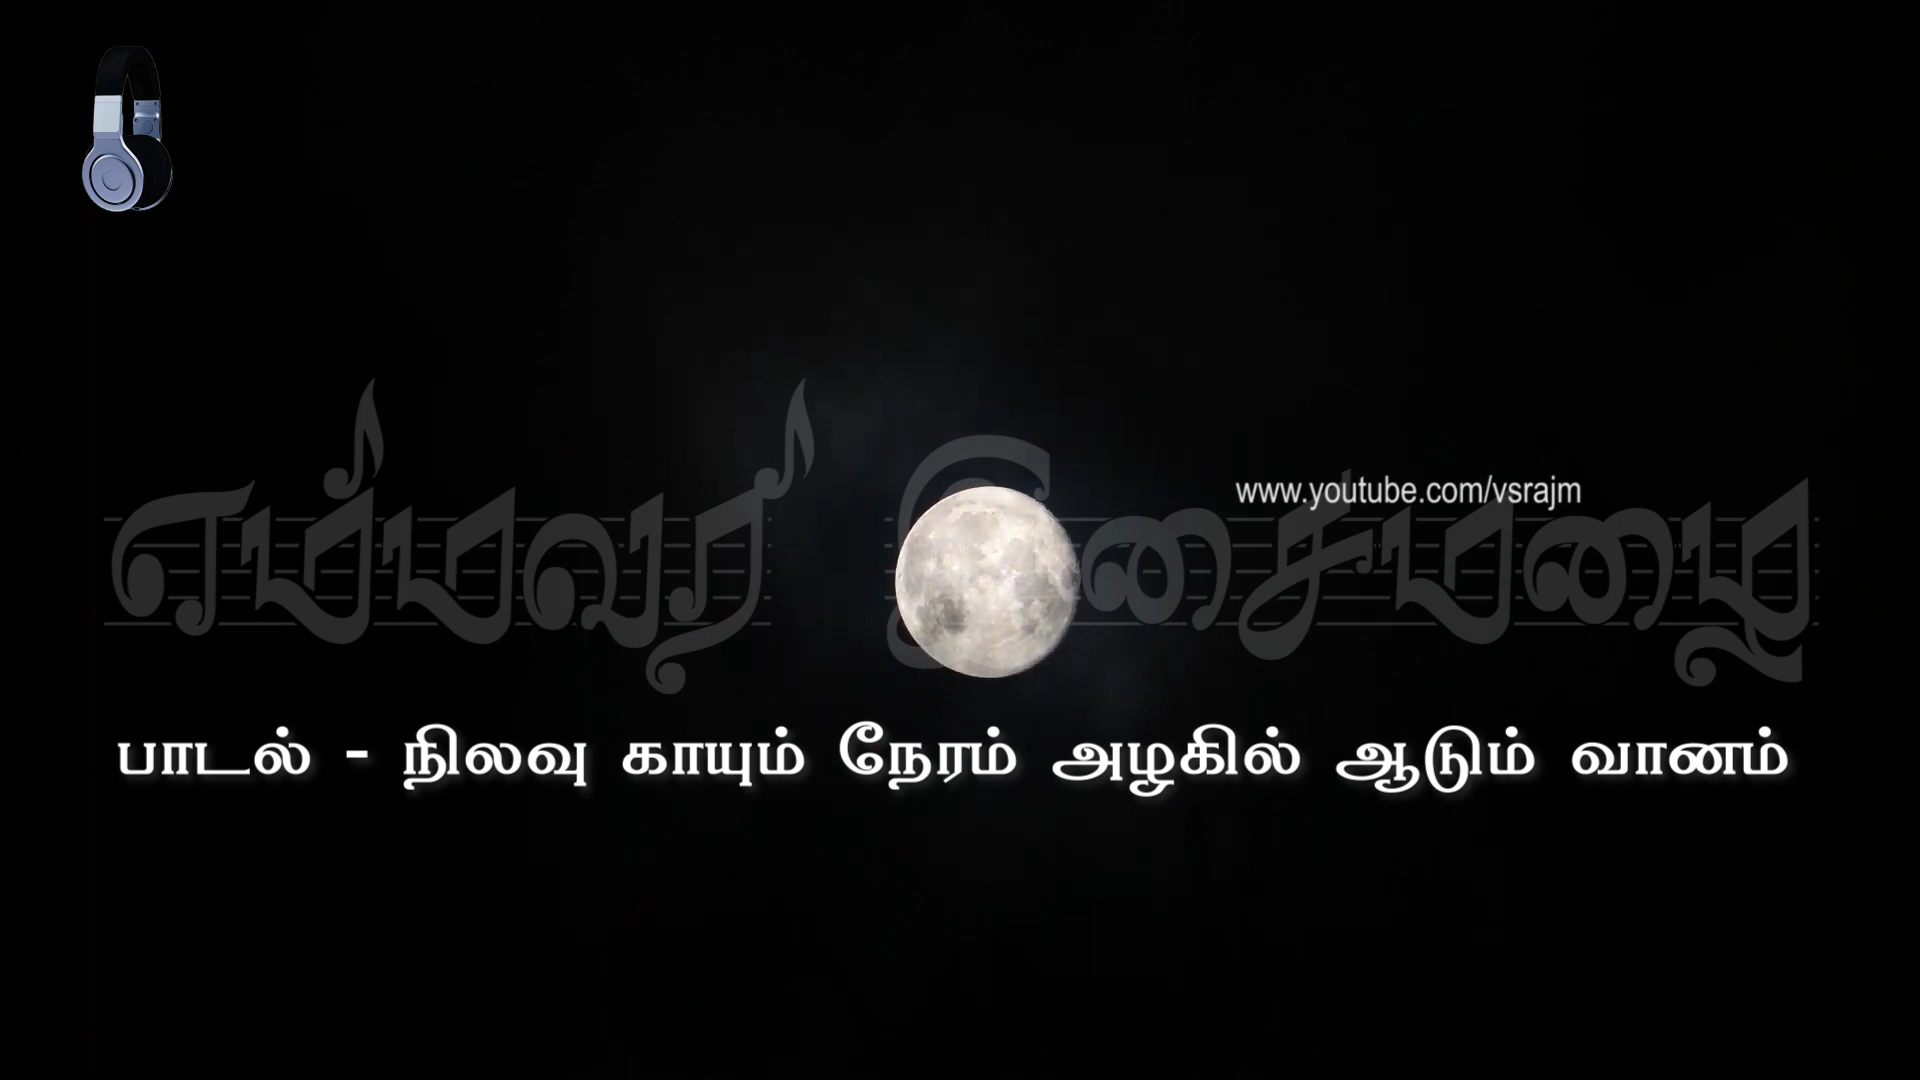 www.youtube.com/vsrajm
எம்மவர் இசைமழை
பாடல் - நிலவு காயும் நேரம் அழகில் ஆடும் வானம்